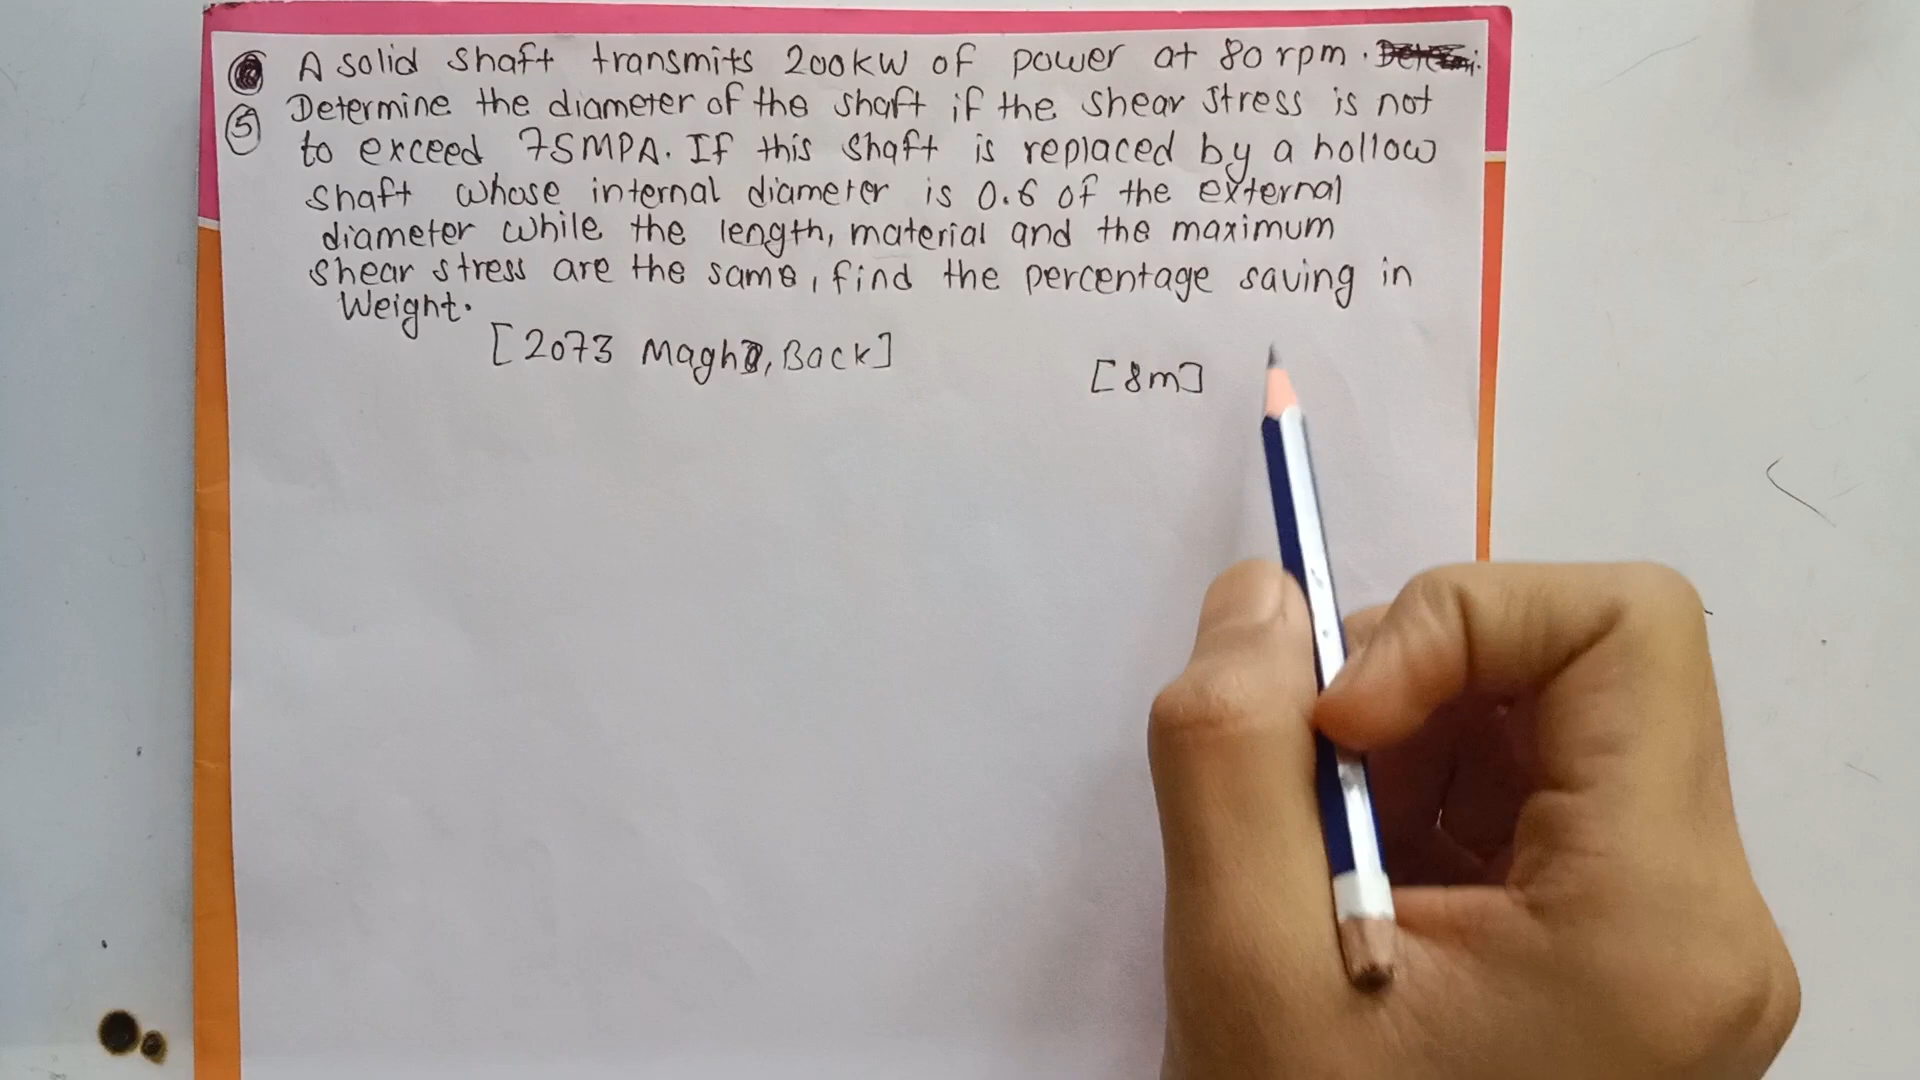 A solid shaft transmits 200kW of power at 80 rpm.
⑤ Determine the diameter of the shaft if the shear stress is not
to exceed 75MPA. If this shaft is replaced by a hollow
shaft whose internal diameter is 0.6 of the external
diameter while the length, material and the maximum
shear stress are the same, find the percentage saving in
Weight.
[2073 Magh, Back]
[8m]